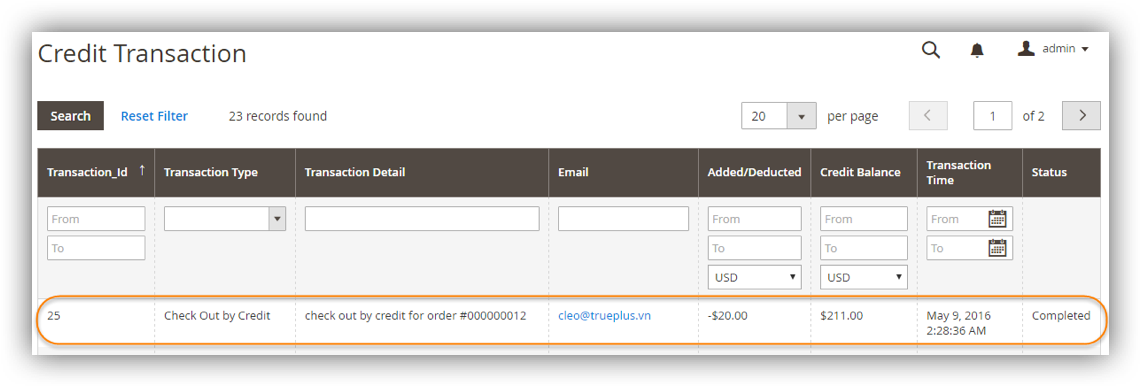 Credit Transaction
admin
Search Reset Filter 23 records found 20 per page 1 of 2
Transaction_Id ↑ Transaction Type Transaction Detail Email Added/Deducted Credit Balance Transaction
Time Status
From From From From
To To To To
USD USD
25 Check Out by Credit check out by credit for order #000000012 cleo@trueplus.vn -$20.00 $211.00 May 9, 2016
2:28:36 AM Completed